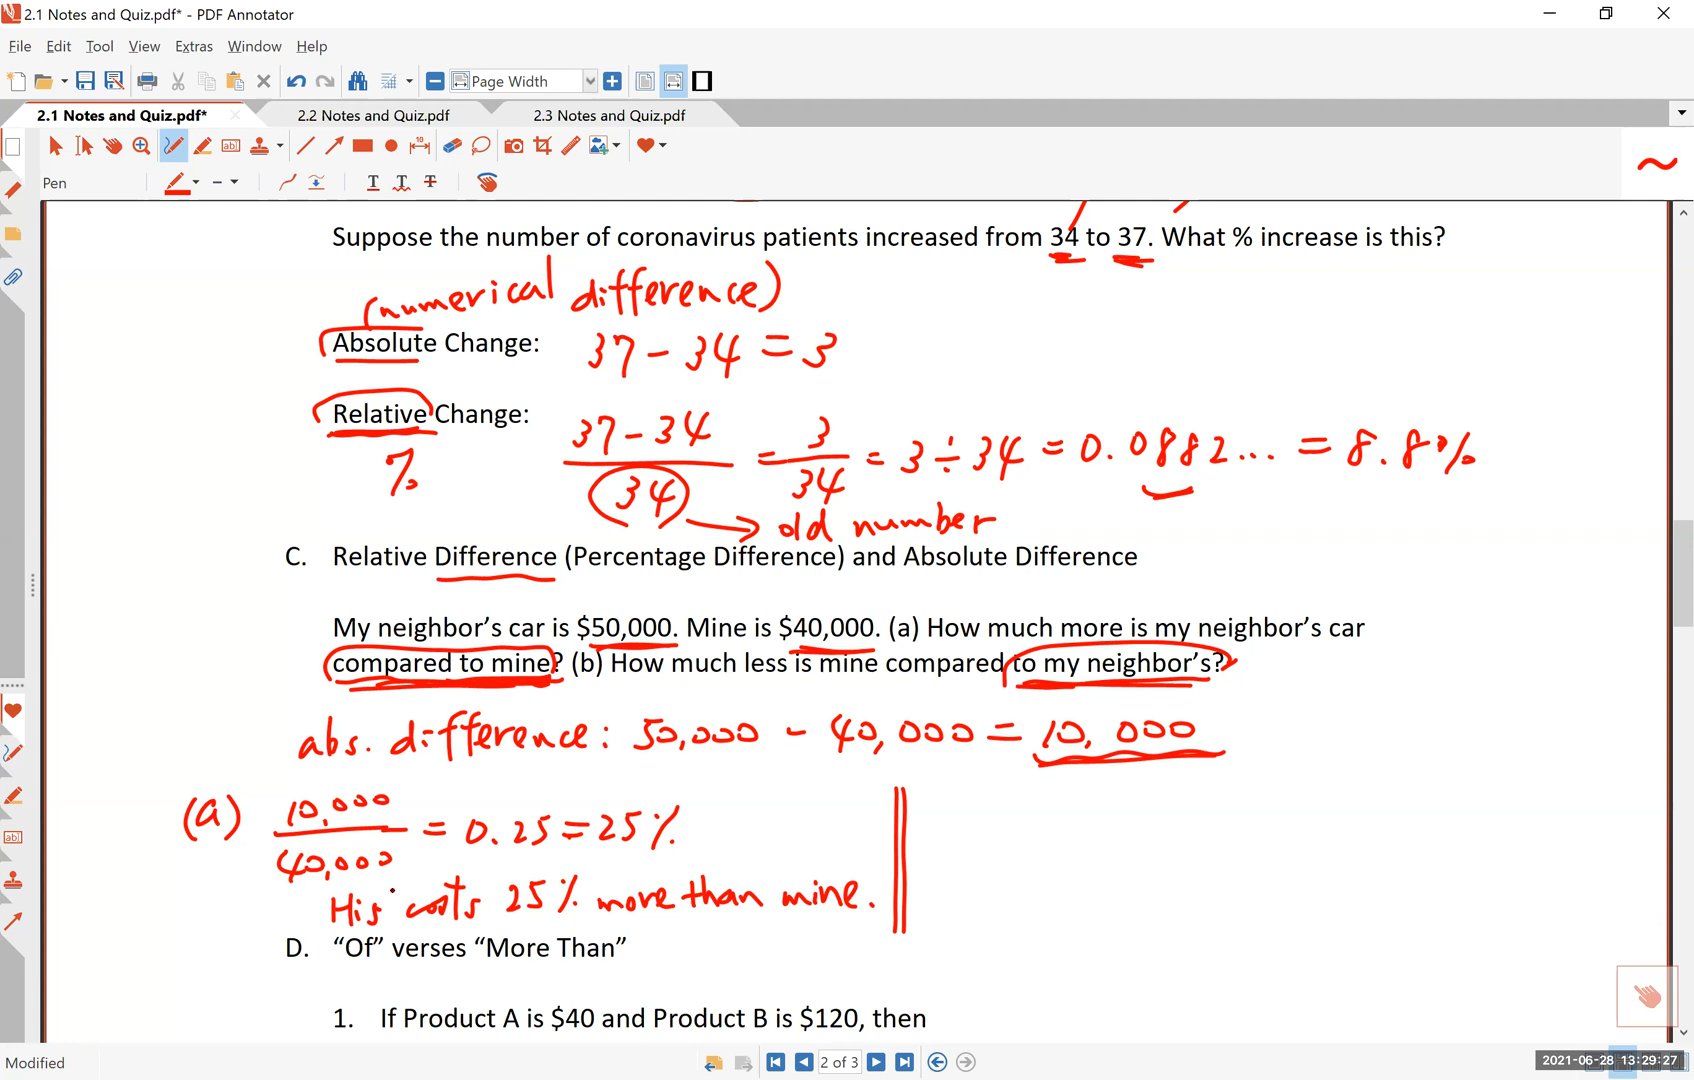 2.1 Notes and Quiz.pdf* - PDF Annotator
File Edit Tool View Extras Window Help
Page Width
2.1 Notes and Quiz.pdf* 2.2 Notes and Quiz.pdf 2.3 Notes and Quiz.pdf
Pen
Suppose the number of coronavirus patients increased from 34 to 37. What % increase is this?
(numerical difference)
Absolute Change: 37 - 34 = 3
Relative Change:
%
37 - 34 / 34 = 3 / 34 = 3 ÷ 34 = 0.0882... = 8.8%
old number
C. Relative Difference (Percentage Difference) and Absolute Difference
My neighbor’s car is $50,000. Mine is $40,000. (a) How much more is my neighbor’s car
compared to mine? (b) How much less is mine compared to my neighbor’s?
abs. difference: 50,000 - 40,000 = 10,000
(a) 10,000 / 40,000 = 0.25 = 25%
His costs 25% more than mine.
D. “Of” verses “More Than”
1. If Product A is $40 and Product B is $120, then
Modified
2 of 3
2021-06-28 13:29:27